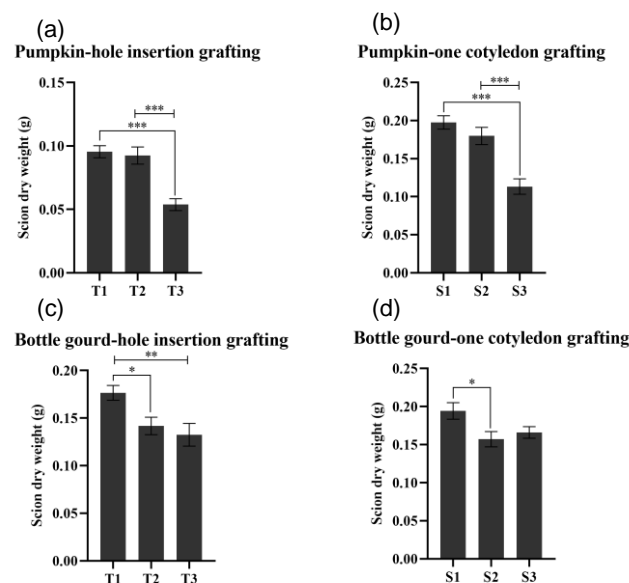 (a)
Pumpkin-hole insertion grafting
Scion dry weight (g)
0.15
0.10
0.05
0.00
***
***
T1 T2 T3
(b)
Pumpkin-one cotyledon grafting
Scion dry weight (g)
0.25
0.20
0.15
0.10
0.05
0.00
***
***
S1 S2 S3
(c)
Bottle gourd-hole insertion grafting
Scion dry weight (g)
0.20
0.15
0.10
0.05
0.00
**
*
T1 T2 T3
(d)
Bottle gourd-one cotyledon grafting
Scion dry weight (g)
0.25
0.20
0.15
0.10
0.05
0.00
*
S1 S2 S3